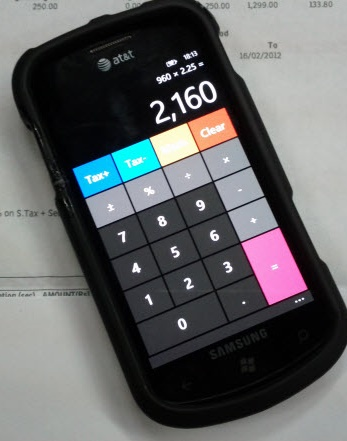 250.00
250.00
1,299.00
133.80
To
16/02/2012
at&t
10:13
960 × 2.25 =
2,160
Tax+
Tax-
Clear
±
%
÷
×
7
8
9
-
4
5
6
+
1
2
3
=
0
.
...
SAMSUNG
on S.Tax + Se
AMOUNT(Rs